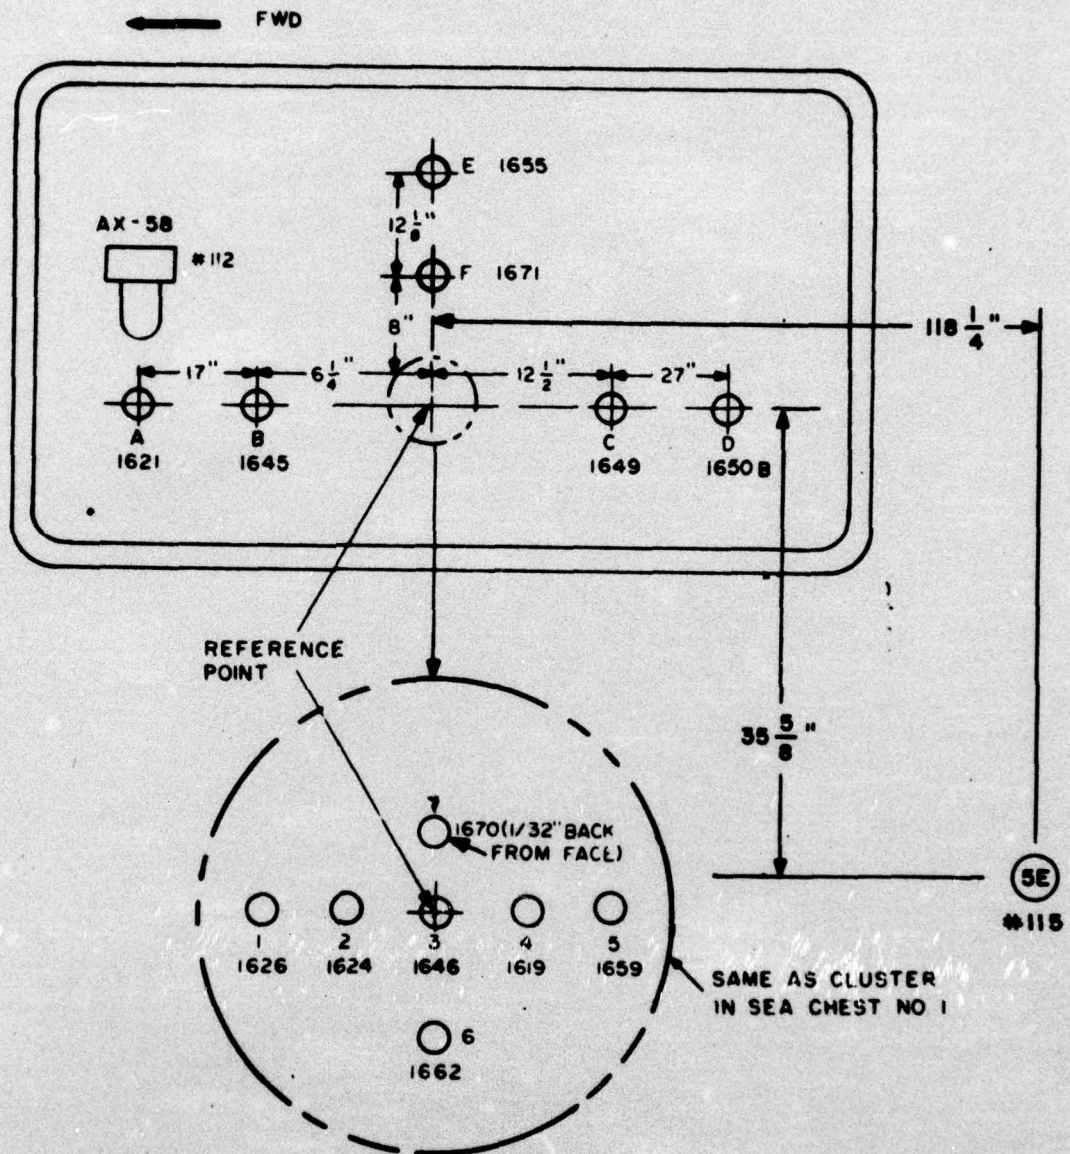 FWD
E 1655
12 1/8"
AX-58
#112
F 1671
8"
118 1/4"
17"
6 1/4"
12 1/2"
27"
A
1621
B
1645
C
1649
D
1650B
REFERENCE
POINT
35 5/8"
7
1670(1/32" BACK
FROM FACE)
5E
#115
1
1626
2
1624
3
1646
4
1619
5
1659
SAME AS CLUSTER
IN SEA CHEST NO 1
6
1662